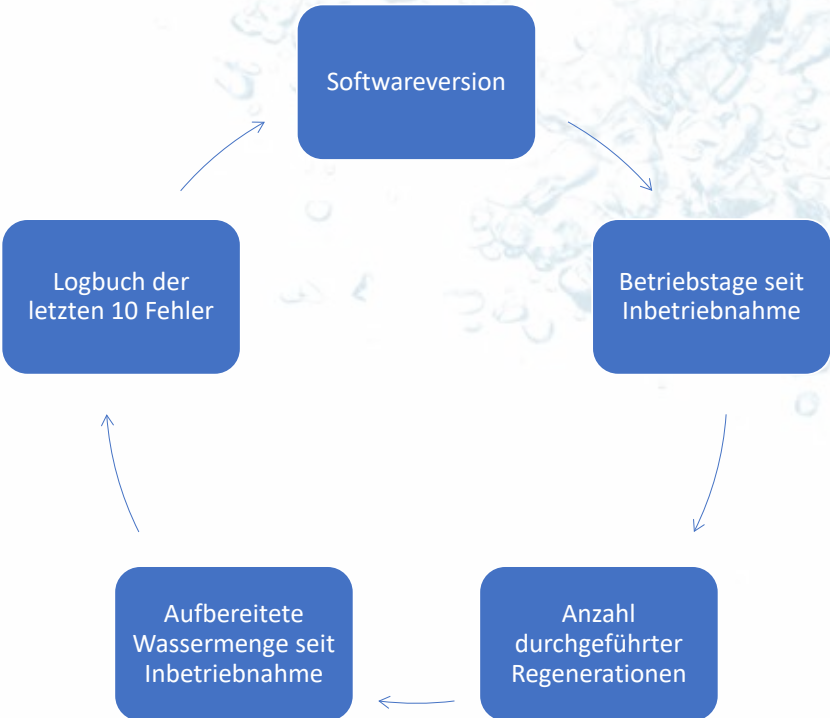 Softwareversion
Betriebstage seit
Inbetriebnahme
Anzahl
durchgeführter
Regenerationen
Aufbereitete
Wassermenge seit
Inbetriebnahme
Logbuch der
letzten 10 Fehler